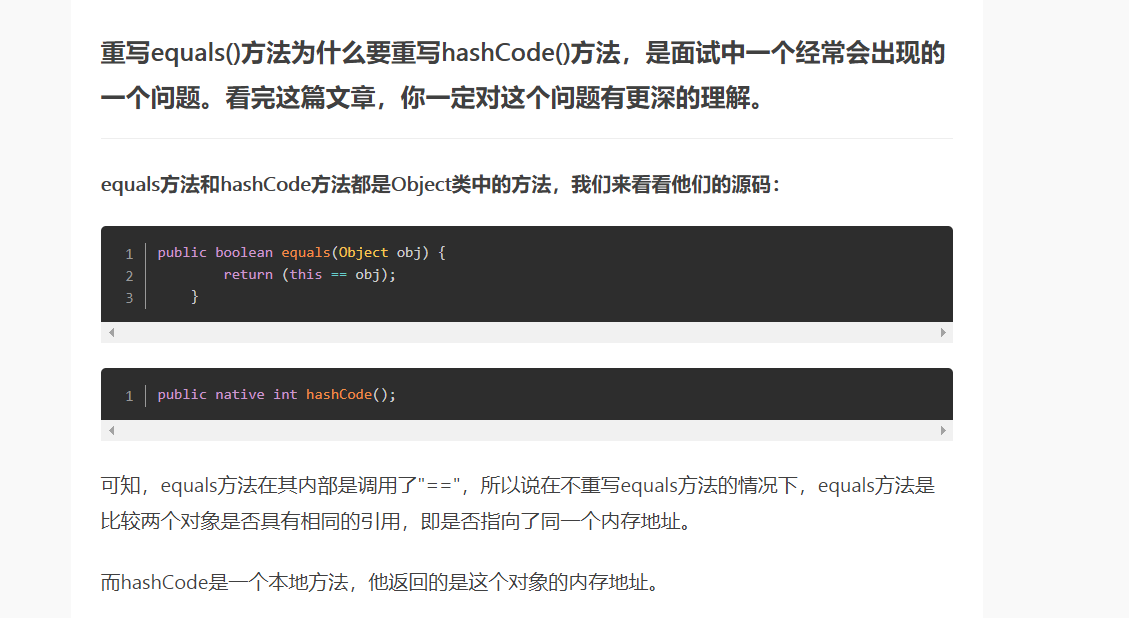 重写equals()方法为什么要重写hashCode()方法，是面试中一个经常会出现的
一个问题。看完这篇文章，你一定对这个问题有更深的理解。
equals方法和hashCode方法都是Object类中的方法，我们来看看他们的源码：
1 public boolean equals(Object obj) {
2         return (this == obj);
3     }
1 public native int hashCode();
可知，equals方法在其内部是调用了"=="，所以说在不重写equals方法的情况下，equals方法是
比较两个对象是否具有相同的引用，即是否指向了同一个内存地址。
而hashCode是一个本地方法，他返回的是这个对象的内存地址。